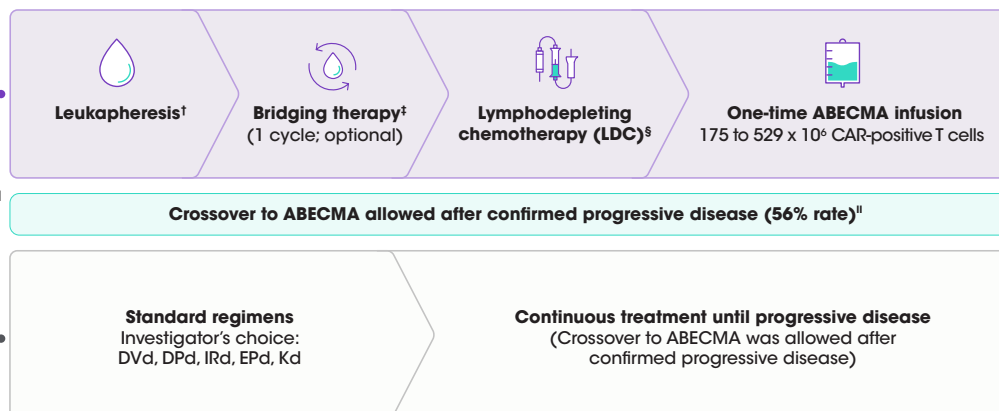 Leukapheresis†
Bridging therapy‡
(1 cycle; optional)
Lymphodepleting
chemotherapy (LDC)§
One-time ABECMA infusion
175 to 529 x 10⁶ CAR-positive T cells
Crossover to ABECMA allowed after confirmed progressive disease (56% rate)ǁ
Standard regimens
Investigator’s choice:
DVd, DPd, IRd, EPd, Kd
Continuous treatment until progressive disease
(Crossover to ABECMA was allowed after
confirmed progressive disease)